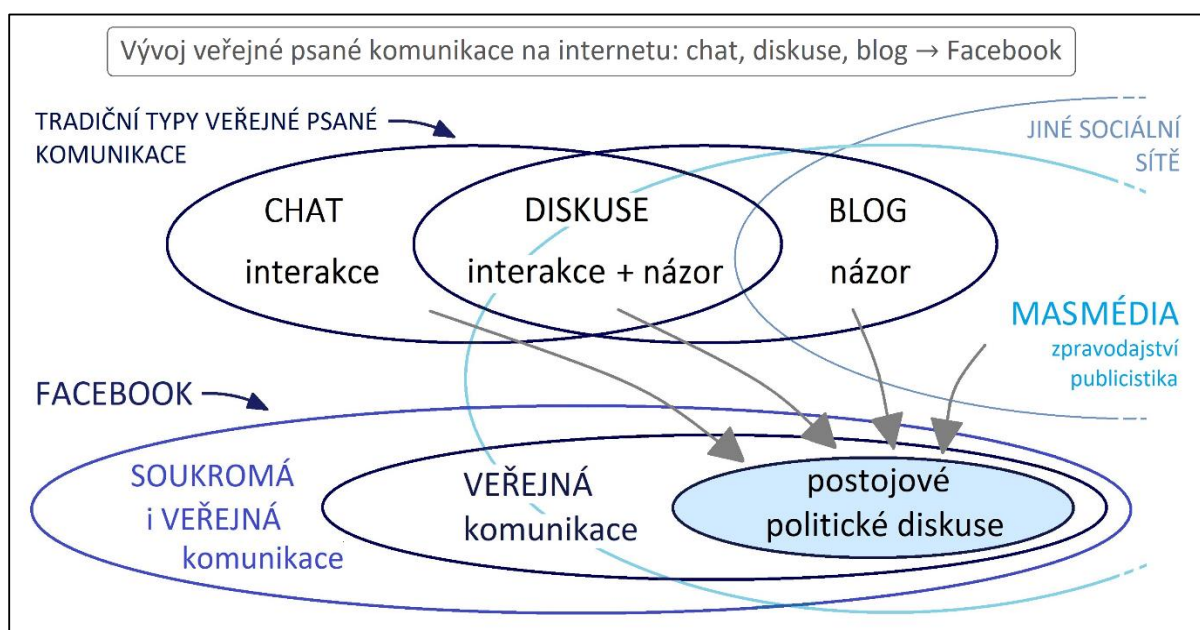 Vývoj veřejné psané komunikace na internetu: chat, diskuse, blog → Facebook
TRADIČNÍ TYPY VEŘEJNÉ PSANÉ
KOMUNIKACE
JINÉ SOCIÁLNÍ
SÍTĚ
CHAT
interakce
DISKUSE
interakce + názor
BLOG
názor
MASMÉDIA
zpravodajství
publicistika
FACEBOOK
SOUKROMÁ
i VEŘEJNÁ
komunikace
VEŘEJNÁ
komunikace
postojové
politické diskuse